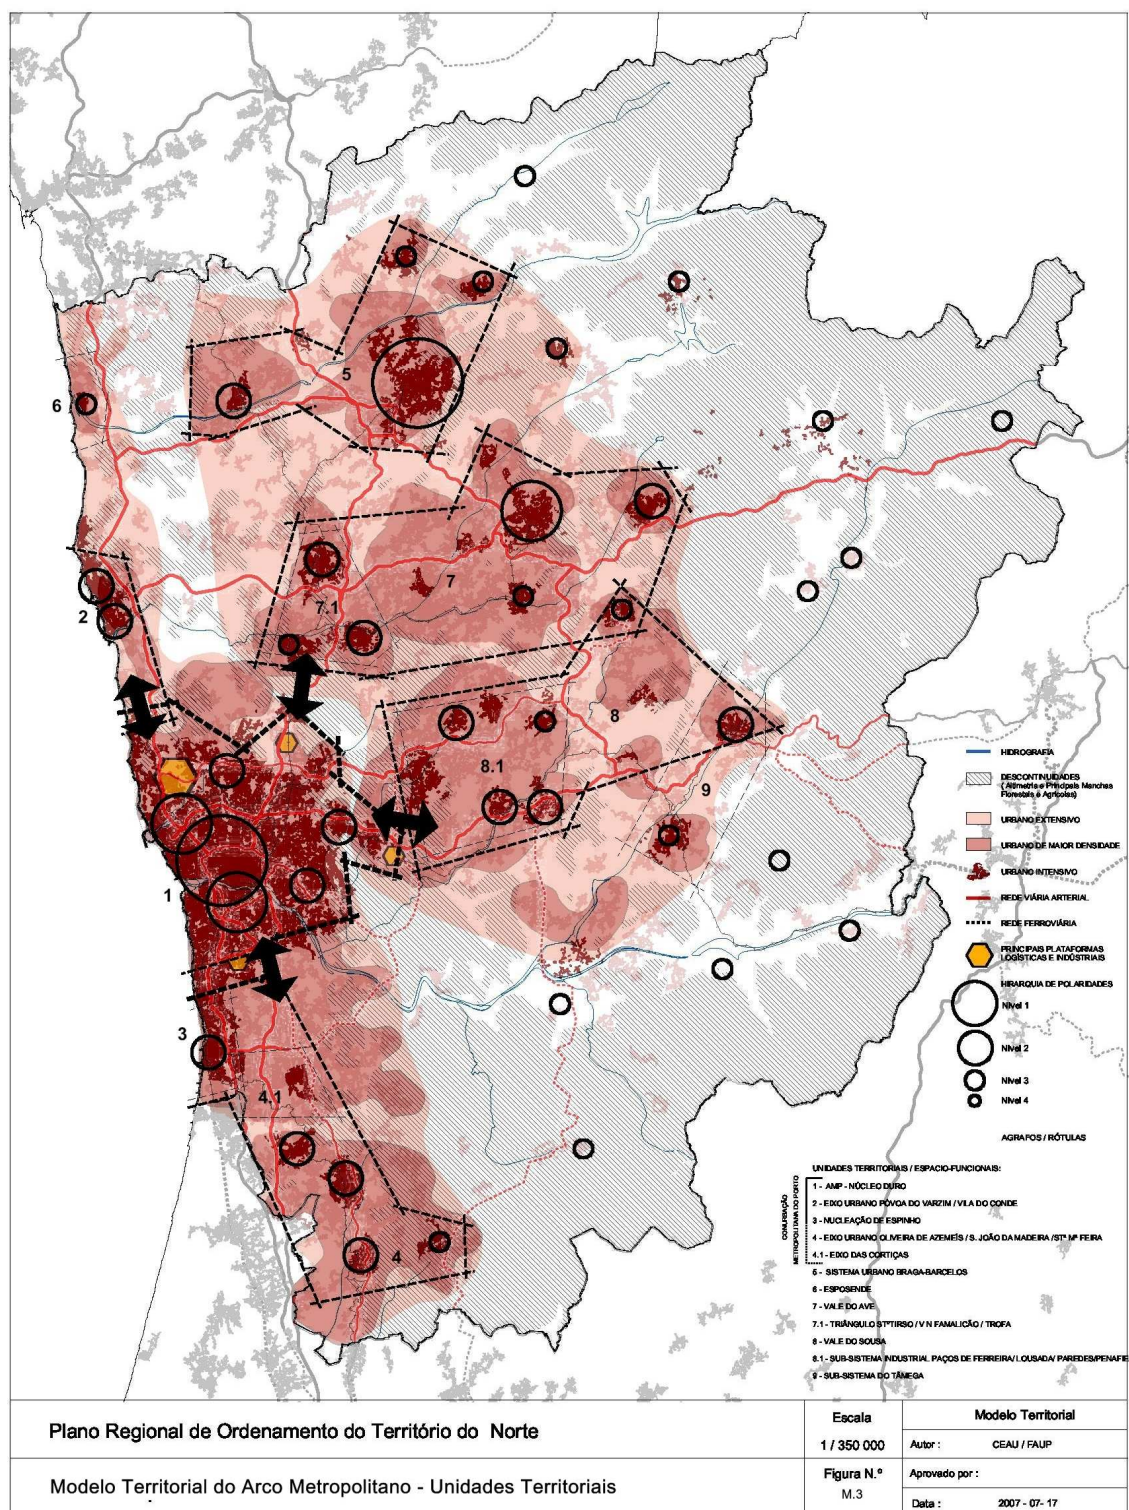 5
6
7
7.1
2
8
8.1
9
1
3
4.1
4
HIDROGRAFIA
DESCONTINUIDADES
( Altimetria e Principais Manchas
Florestais e Agrícolas)
URBANO EXTENSIVO
URBANO DE MAIOR DENSIDADE
URBANO INTENSIVO
REDE VIÁRIA ARTERIAL
REDE FERROVIÁRIA
PRINCIPAIS PLATAFORMAS
LOGÍSTICAS E INDÚSTRIAIS
HIRARQUIA DE POLARIDADES
Nível 1
Nível 2
Nível 3
Nível 4
AGRAFOS / RÓTULAS
UNIDADES TERRITORIAIS / ESPACIO-FUNCIONAIS:
CONURBAÇÃO
METROPOLITANA DO PORTO
1 - AMP - NÚCLEO DURO
2 - EIXO URBANO PÓVOA DO VARZIM / VILA DO CONDE
3 - NUCLEAÇÃO DE ESPINHO
4 - EIXO URBANO OLIVEIRA DE AZEMEÍS / S. JOÃO DA MADEIRA /STª Mª FEIRA
4.1 - EIXO DAS CORTIÇAS
5 - SISTEMA URBANO BRAGA-BARCELOS
6 - ESPOSENDE
7 - VALE DO AVE
7.1 - TRIÂNGULO STºTIRSO / V N FAMALICÃO / TROFA
8 - VALE DO SOUSA
8.1 - SUB-SISTEMA INDUSTRIAL PAÇOS DE FERREIRA/ LOUSADA/ PAREDES/PENAFIE
9 - SUB-SISTEMA DO TÂMEGA
Plano Regional de Ordenamento do Território do Norte
Modelo Territorial do Arco Metropolitano - Unidades Territoriais
Escala
1 / 350 000
Figura N.º
M.3
Modelo Territorial
Autor : CEAU / FAUP
Aprovado por :
Data : 2007 - 07- 17